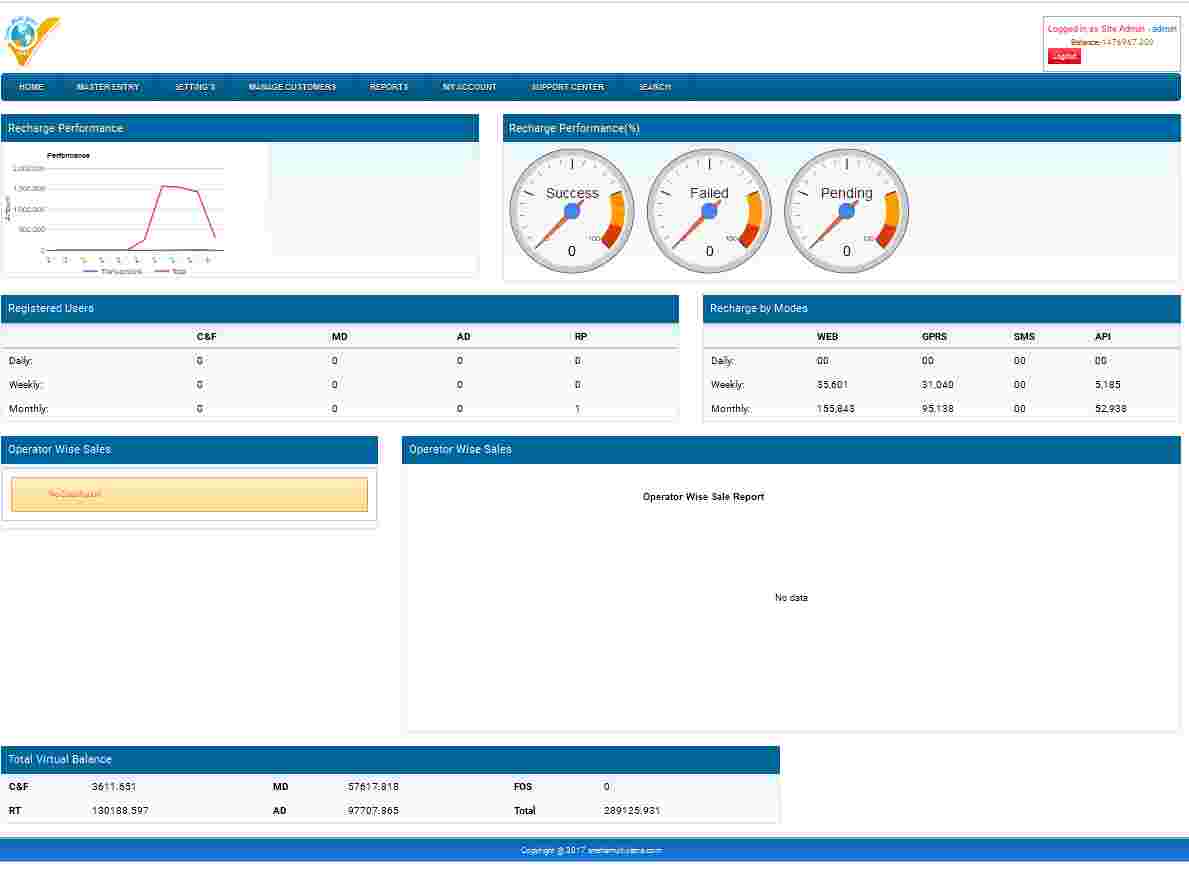 Logged in as Site Admin - admin
Balance:1476967.209
Logout
HOME MASTER ENTRY SETTING'S MANAGE CUSTOMERS REPORTS MY ACCOUNT SUPPORT CENTER SEARCH
Recharge Performance
Recharge Performance(%)
Performance
2,000,000
1,500,000
1,000,000
500,000
0
Amount
Transactions Total
Success
100
0
Failed
100
0
Pending
100
0
Registered Users
C&F MD AD RP
Daily: 0 0 0 0
Weekly: 0 0 0 0
Monthly: 0 0 0 1
Recharge by Modes
WEB GPRS SMS API
Daily: 00 00 00 00
Weekly: 35,601 31,040 00 5,185
Monthly: 155,843 95,138 00 52,938
Operator Wise Sales
No Data Found
Operator Wise Sales
Operator Wise Sale Report
No data
Total Virtual Balance
C&F 3611.651 MD 57617.818 FOS 0
RT 130188.597 AD 97707.865 Total 289125.931
Copyright @ 2017